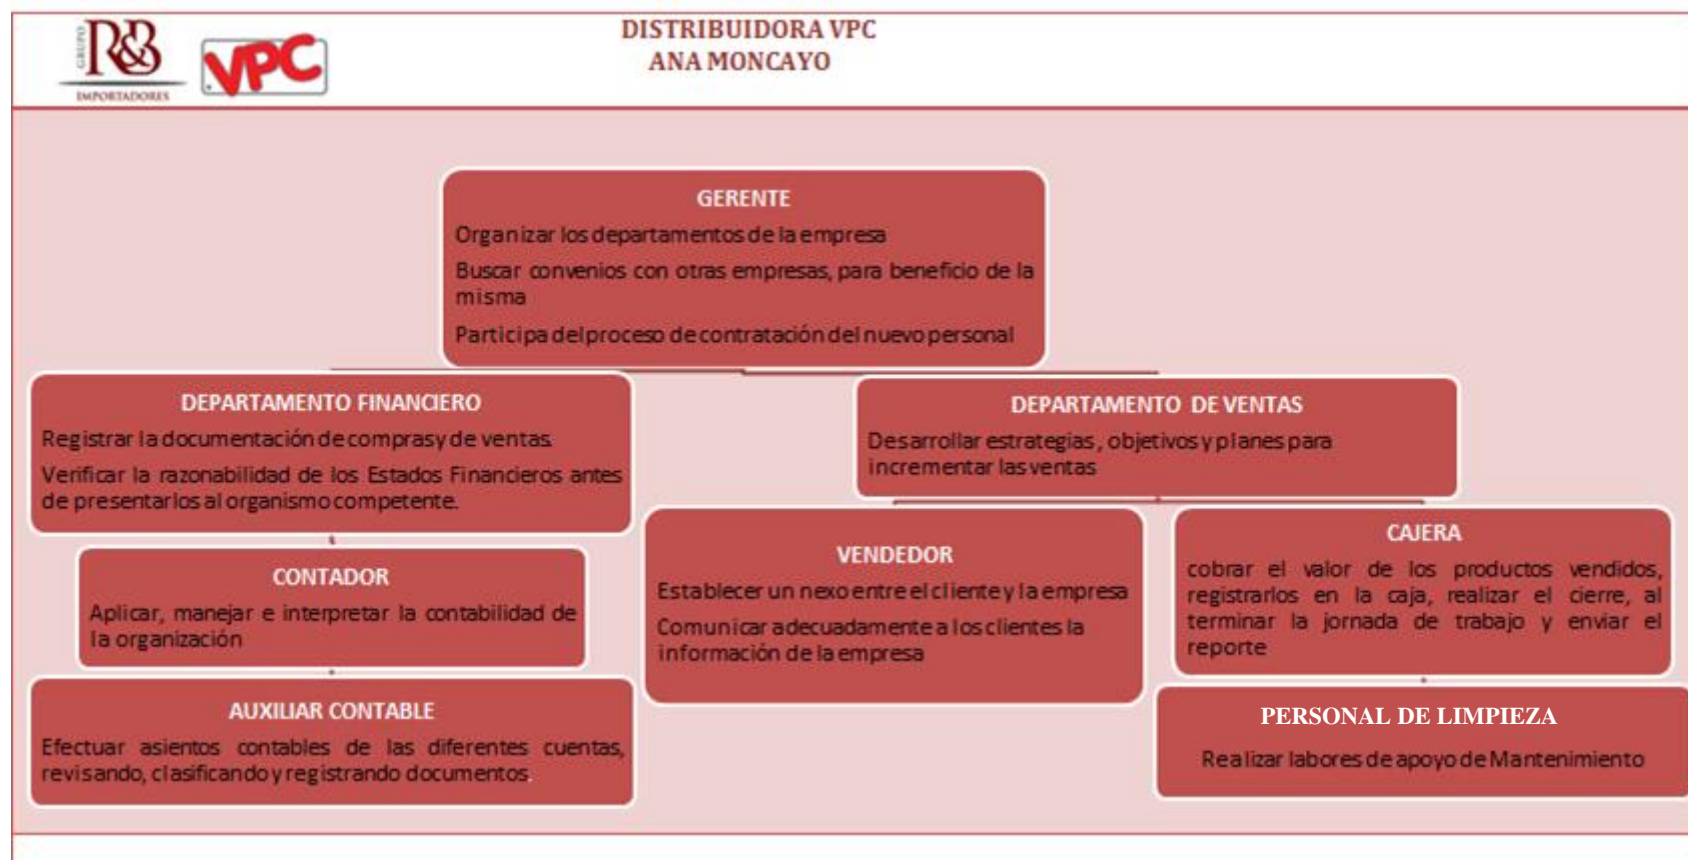 GRUPO
R&B
IMPORTADORES
VPC
DISTRIBUIDORA VPC
ANA MONCAYO
GERENTE
Organizar los departamentos de la empresa
Buscar convenios con otras empresas, para beneficio de la
misma
Participa del proceso de contratación del nuevo personal
DEPARTAMENTO FINANCIERO
Registrar la documentación de compras y de ventas.
Verificar la razonabilidad de los Estados Financieros antes
de presentarlos al organismo competente.
DEPARTAMENTO DE VENTAS
Desarrollar estrategias, objetivos y planes para
incrementar las ventas
CONTADOR
Aplicar, manejar e interpretar la contabilidad de
la organización
VENDEDOR
Establecer un nexo entre el cliente y la empresa
Comunicar adecuadamente a los clientes la
información de la empresa
CAJERA
cobrar el valor de los productos vendidos,
registrarlos en la caja, realizar el cierre, al
terminar la jornada de trabajo y enviar el
reporte
AUXILIAR CONTABLE
Efectuar asientos contables de las diferentes cuentas,
revisando, clasificando y registrando documentos.
PERSONAL DE LIMPIEZA
Realizar labores de apoyo de Mantenimiento